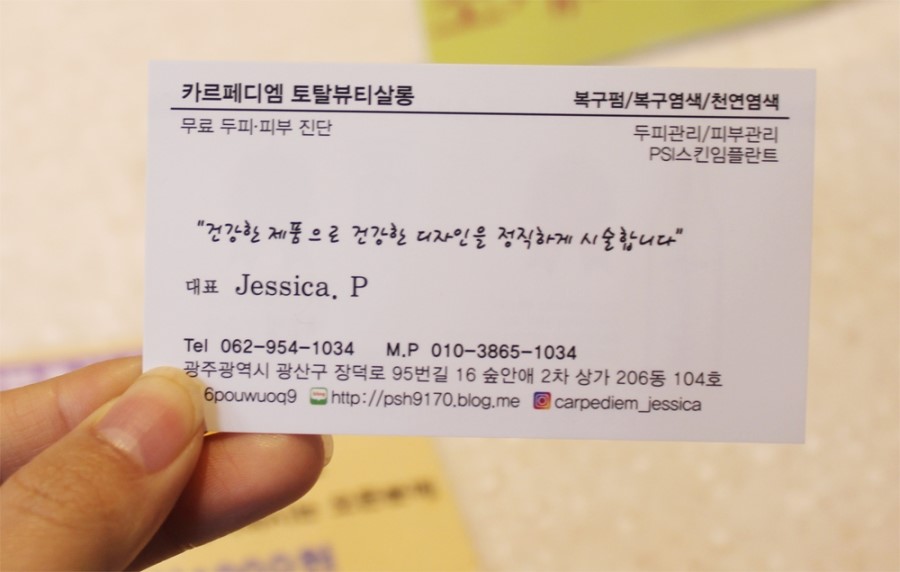 카르페디엠 토탈뷰티살롱
복구펌/복구염색/천연염색
무료 두피·피부 진단
두피관리/피부관리
PSI스킨임플란트
"건강한 제품으로 건강한 디자인을 정직하게 시술합니다"
대표 Jessica. P
Tel 062-954-1034 M.P 010-3865-1034
광주광역시 광산구 장덕로 95번길 16 숲안애 2차 상가 206동 104호
6pouwuoq9 http://psh9170.blog.me carpediem_jessica